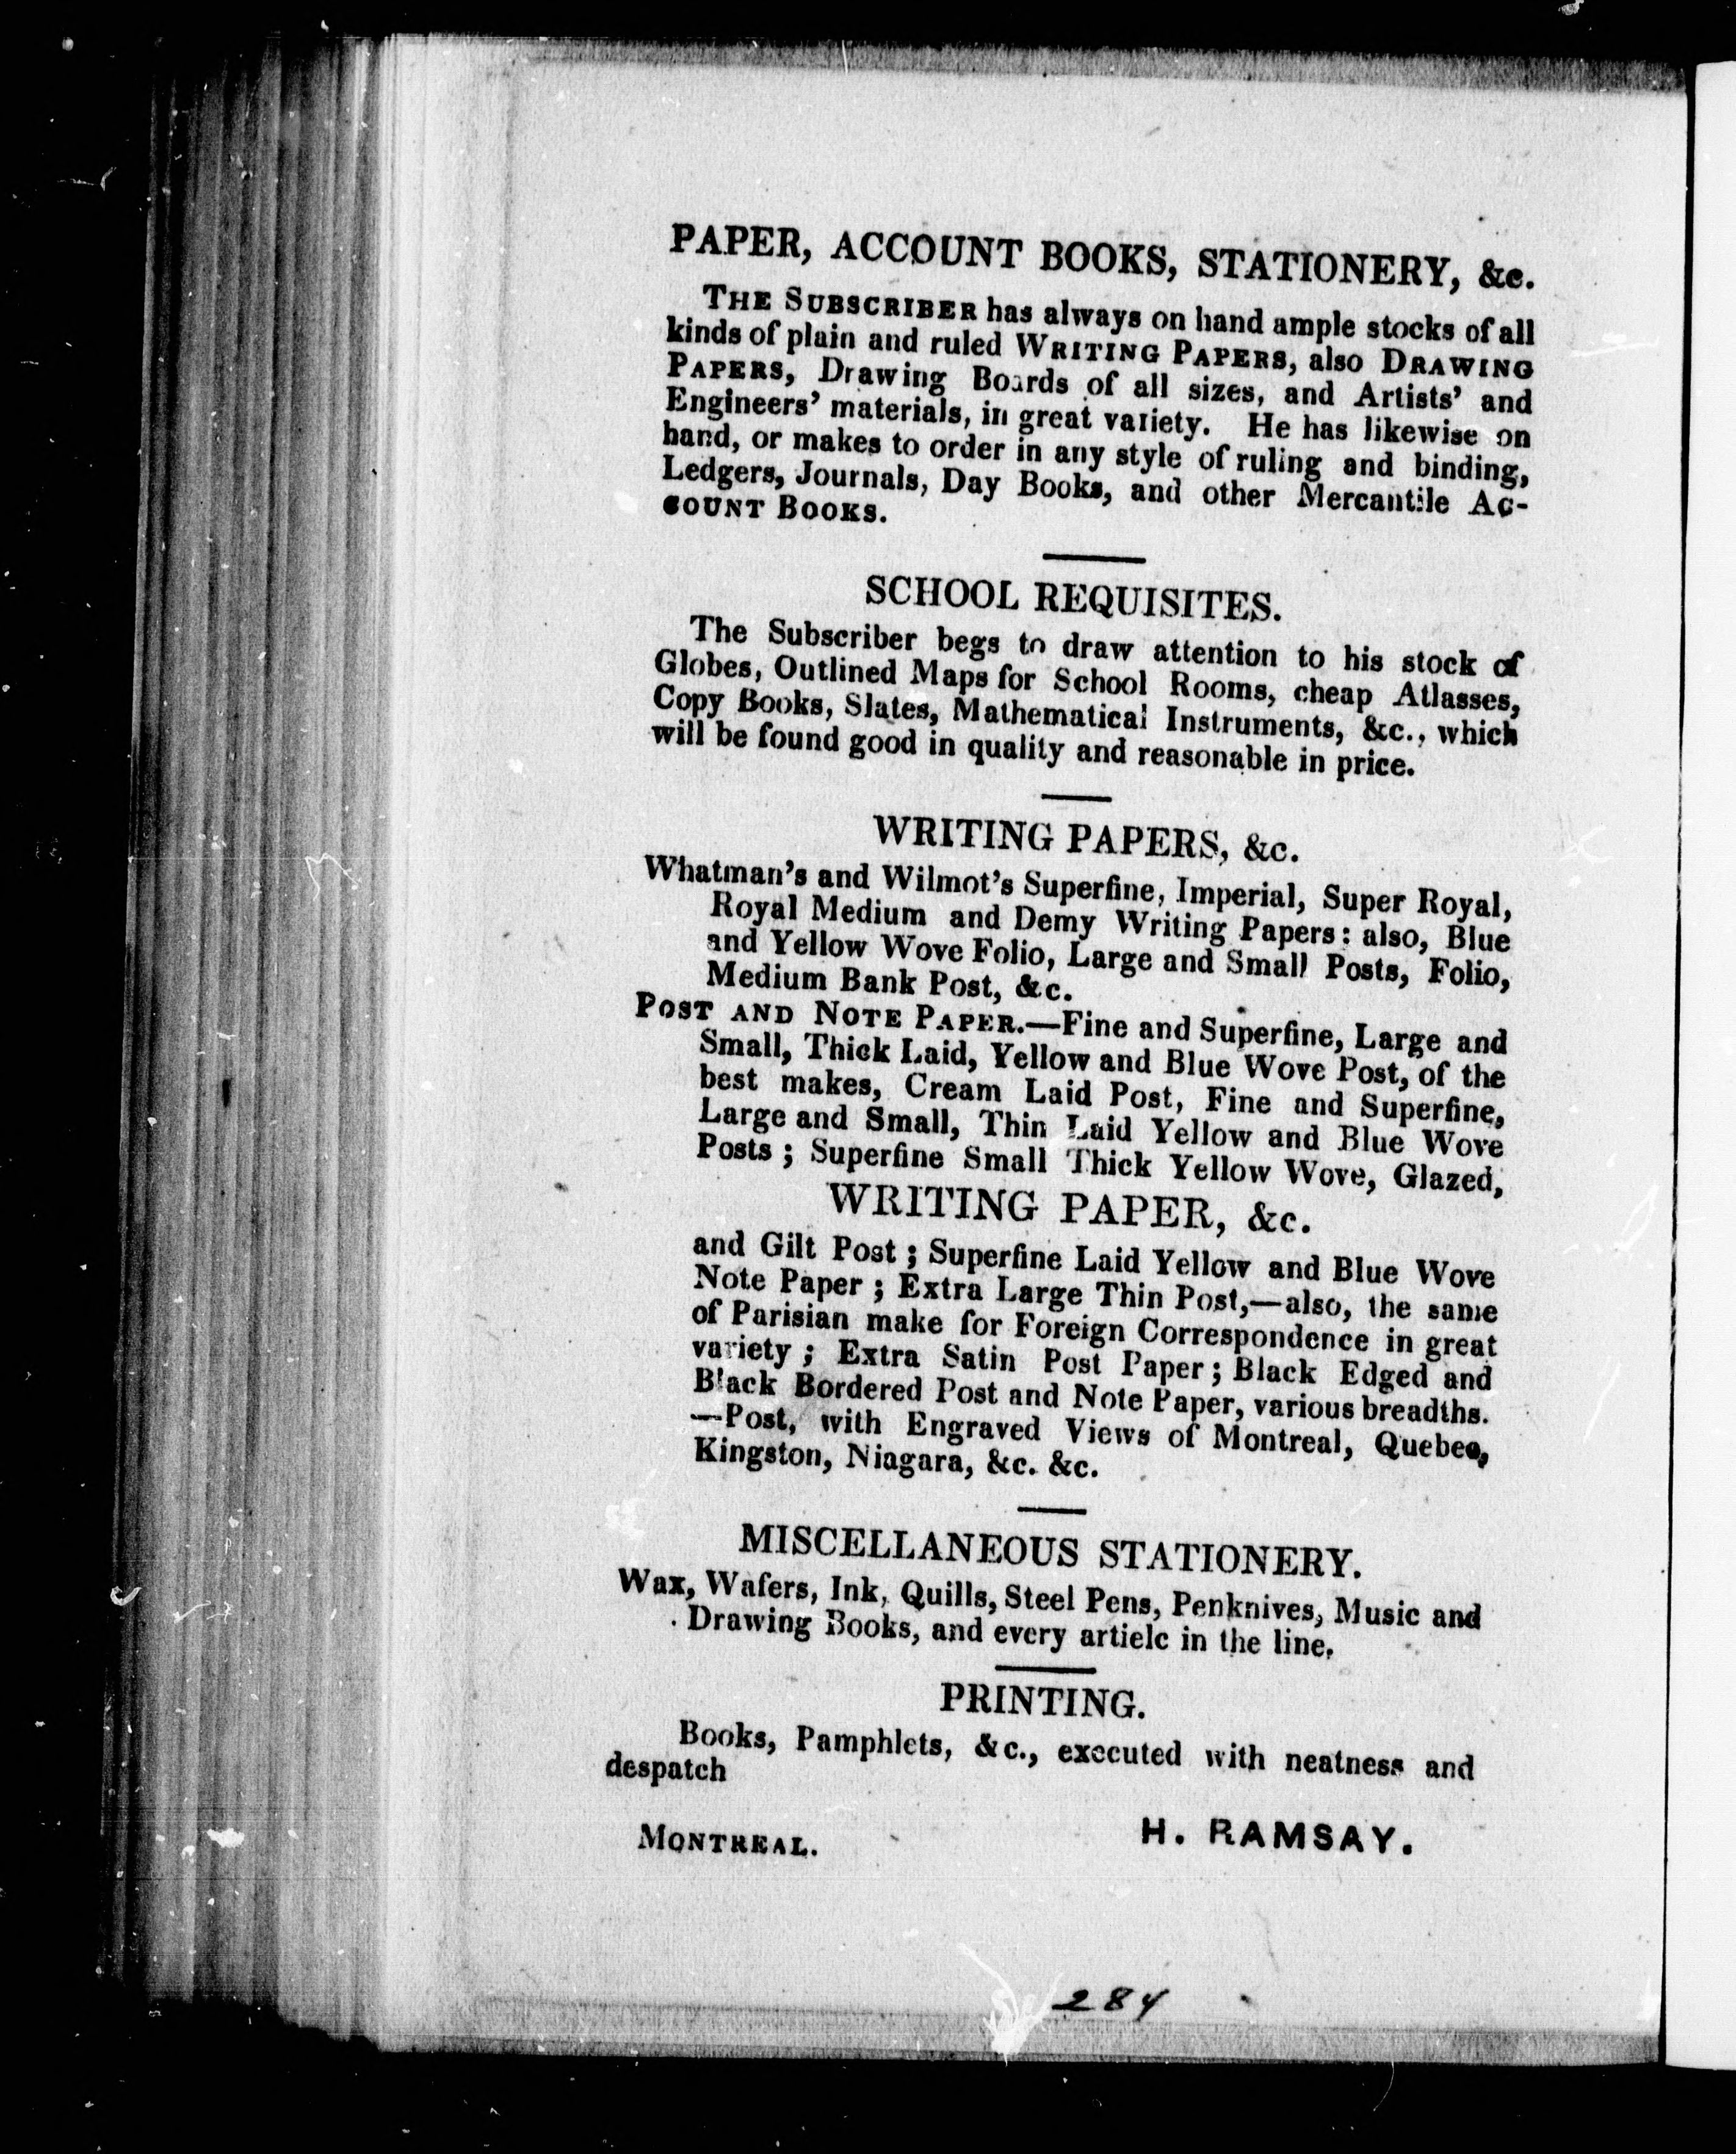 PAPER, ACCOUNT BOOKS, STATIONERY, &c.
THE SUBSCRIBER has always on hand ample stocks of all
kinds of plain and ruled WRITING PAPERS, also DRAWING
PAPERS, Drawing Boards of all sizes, and Artists' and
Engineers' materials, in great variety. He has likewise on
hand, or makes to order in any style of ruling and binding,
Ledgers, Journals, Day Books, and other Mercantile AC-
COUNT BOOKS.
SCHOOL REQUISITES.
The Subscriber begs to draw attention to his stock of
Globes, Outlined Maps for School Rooms, cheap Atlasses,
Copy Books, Slates, Mathematical Instruments, &c., which
will be found good in quality and reasonable in price.
WRITING PAPERS, &c.
Whatman's and Wilmot's Superfine, Imperial, Super Royal,
Royal Medium and Demy Writing Papers: also, Blue
and Yellow Wove Folio, Large and Small Posts, Folio,
Medium Bank Post, &c.
POST AND NOTE PAPER.—Fine and Superfine, Large and
Small, Thick Laid, Yellow and Blue Wove Post, of the
best makes, Cream Laid Post, Fine and Superfine,
Large and Small, Thin Laid Yellow and Blue Wove
Posts; Superfine Small Thick Yellow Wove, Glazed,
WRITING PAPER, &c.
and Gilt Post; Superfine Laid Yellow and Blue Wove
Note Paper; Extra Large Thin Post,—also, the same
of Parisian make for Foreign Correspondence in great
variety; Extra Satin Post Paper; Black Edged and
Black Bordered Post and Note Paper, various breadths.
—Post, with Engraved Views of Montreal, Quebec,
Kingston, Niagara, &c. &c.
MISCELLANEOUS STATIONERY.
Wax, Wafers, Ink, Quills, Steel Pens, Penknives, Music and
Drawing Books, and every article in the line.
PRINTING.
Books, Pamphlets, &c., executed with neatness and
despatch
H. RAMSAY.
MONTREAL.
284